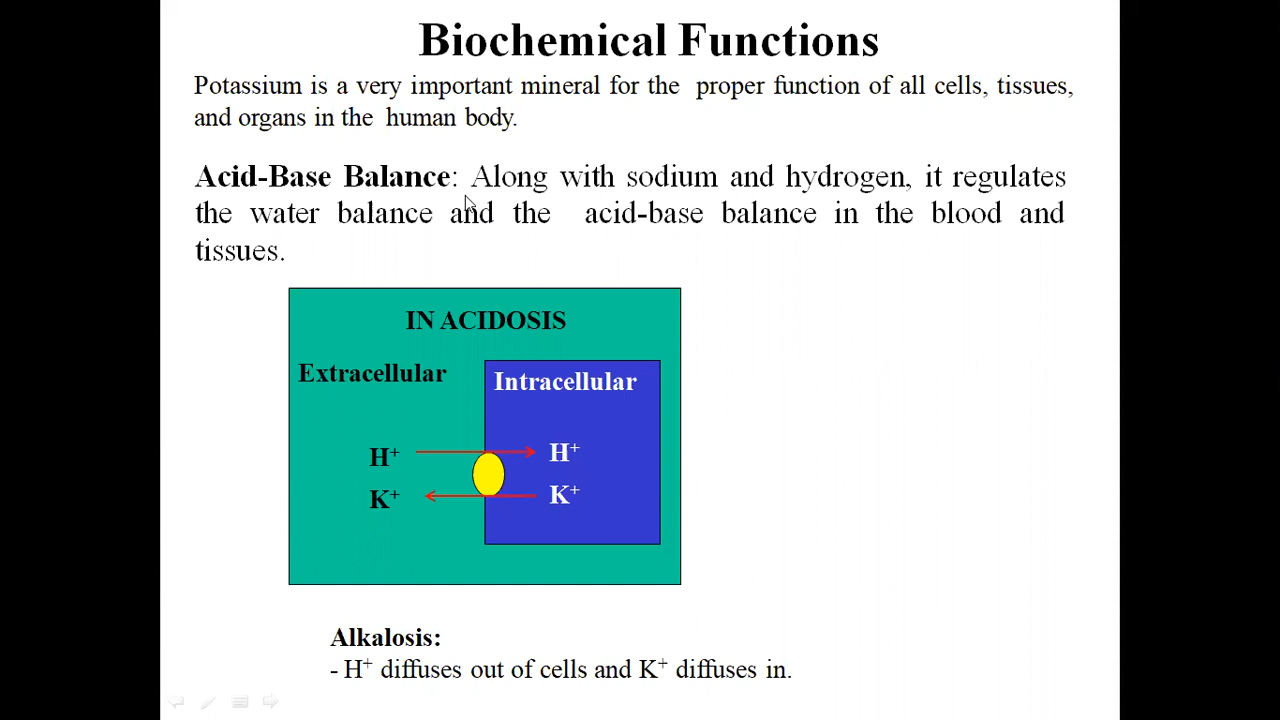 Biochemical Functions
Potassium is a very important mineral for the proper function of all cells, tissues,
and organs in the human body.
Acid-Base Balance: Along with sodium and hydrogen, it regulates
the water balance and the acid-base balance in the blood and
tissues.
IN ACIDOSIS
Extracellular
Intracellular
H⁺ H⁺
K⁺ K⁺
Alkalosis:
- H⁺ diffuses out of cells and K⁺ diffuses in.